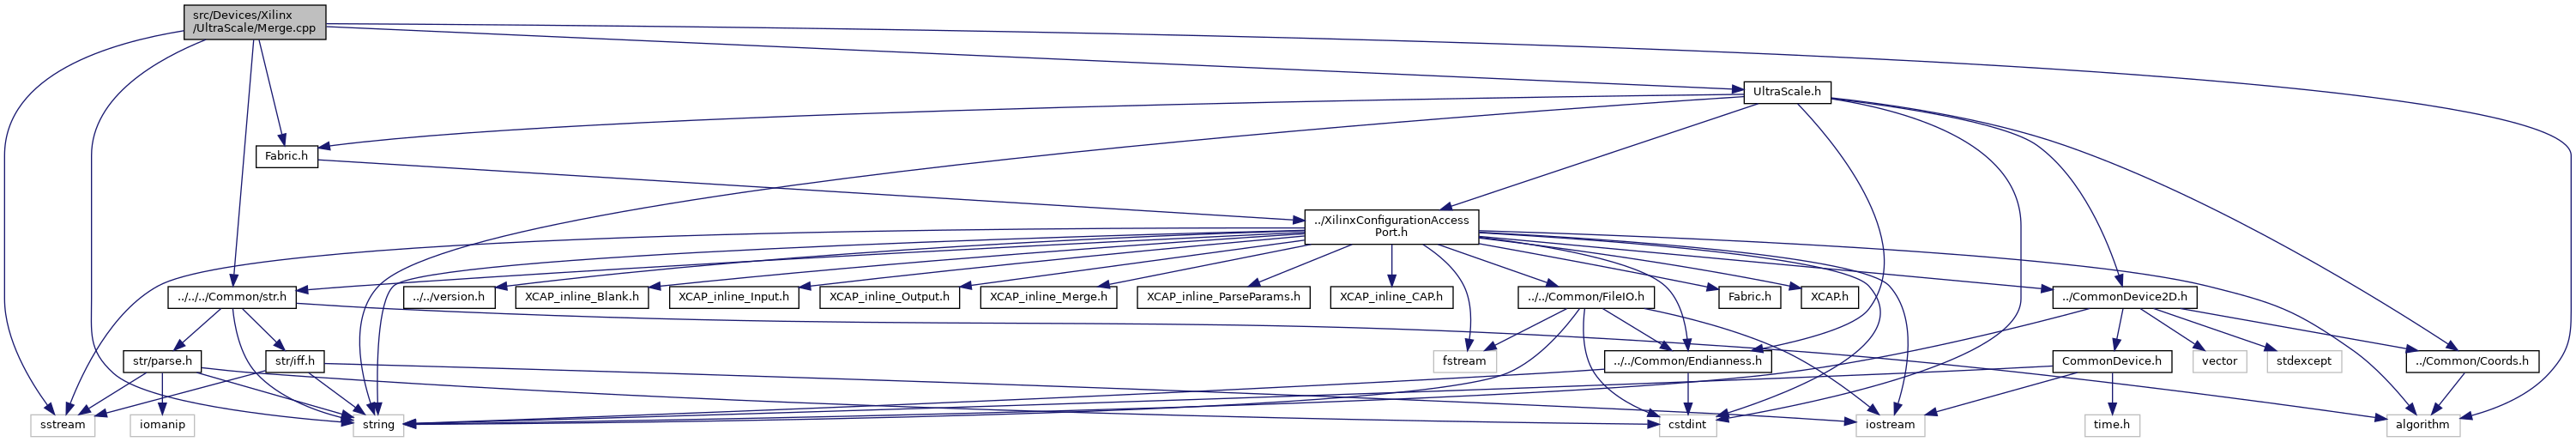 src/Devices/Xilinx
/UltraScale/Merge.cpp
UltraScale.h
Fabric.h
../XilinxConfigurationAccess
Port.h
../../../Common/str.h
../../version.h
XCAP_inline_Blank.h
XCAP_inline_Input.h
XCAP_inline_Output.h
XCAP_inline_Merge.h
XCAP_inline_ParseParams.h
XCAP_inline_CAP.h
../../Common/FileIO.h
Fabric.h
XCAP.h
../CommonDevice2D.h
str/parse.h
str/iff.h
fstream
../../Common/Endianness.h
CommonDevice.h
vector
stdexcept
../Common/Coords.h
sstream
iomanip
string
cstdint
iostream
time.h
algorithm